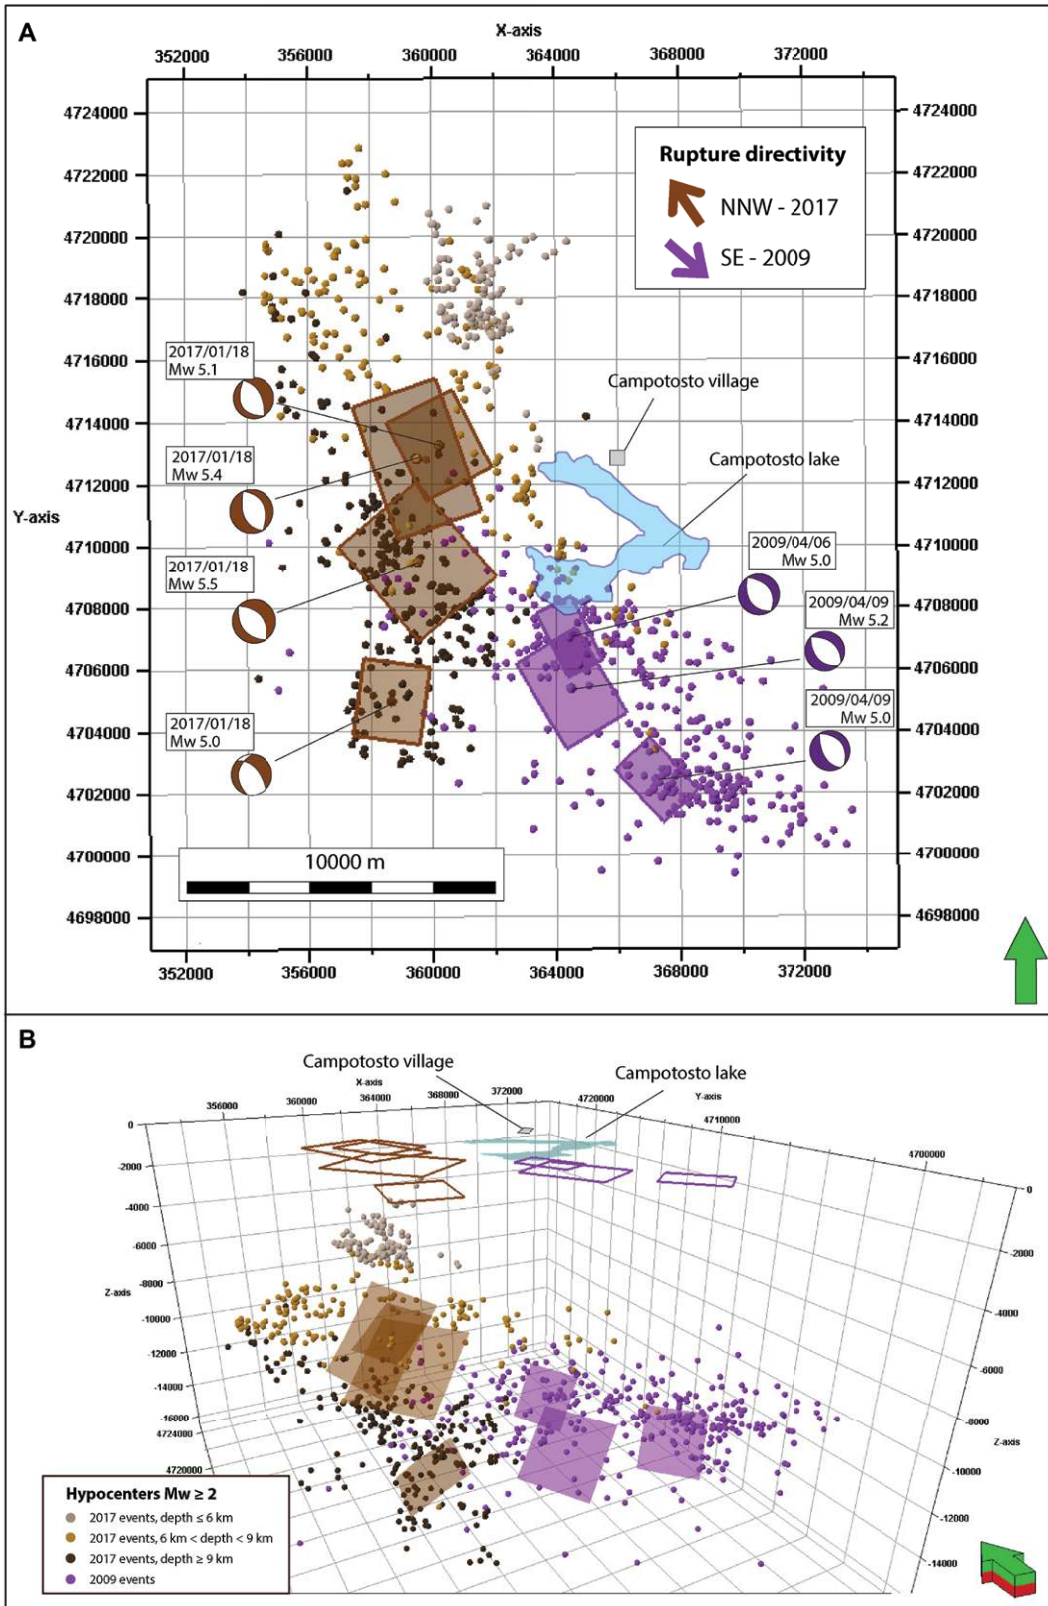 A
X-axis
352000 356000 360000 364000 368000 372000
4724000 4724000
Rupture directivity
4722000 4722000
NNW - 2017
4720000 4720000
SE - 2009
4718000 4718000
2017/01/18
Mw 5.1
4716000 4716000
Campotosto village
4714000 4714000
2017/01/18
Mw 5.4
Campotosto lake
4712000 4712000
Y-axis
4710000 4710000
2009/04/06
Mw 5.0
2017/01/18
Mw 5.5
4708000 4708000
2009/04/09
Mw 5.2
4706000 4706000
2009/04/09
Mw 5.0
2017/01/18
Mw 5.0
4704000 4704000
4702000 4702000
4700000 4700000
10000 m
4698000 4698000
352000 356000 360000 364000 368000 372000
B
Campotosto village
Campotosto lake
X-axis
356000 360000 364000 368000 372000
4720000 4710000 4700000
Y-axis
0
-2000
-4000
-6000
-8000
Z-axis
-10000
-12000
-14000
-16000
4724000
4720000
0
-2000
-4000
-6000
-8000
Z-axis
-10000
-12000
-14000
Hypocenters Mw ≥ 2
2017 events, depth ≤ 6 km
2017 events, 6 km < depth < 9 km
2017 events, depth ≥ 9 km
2009 events